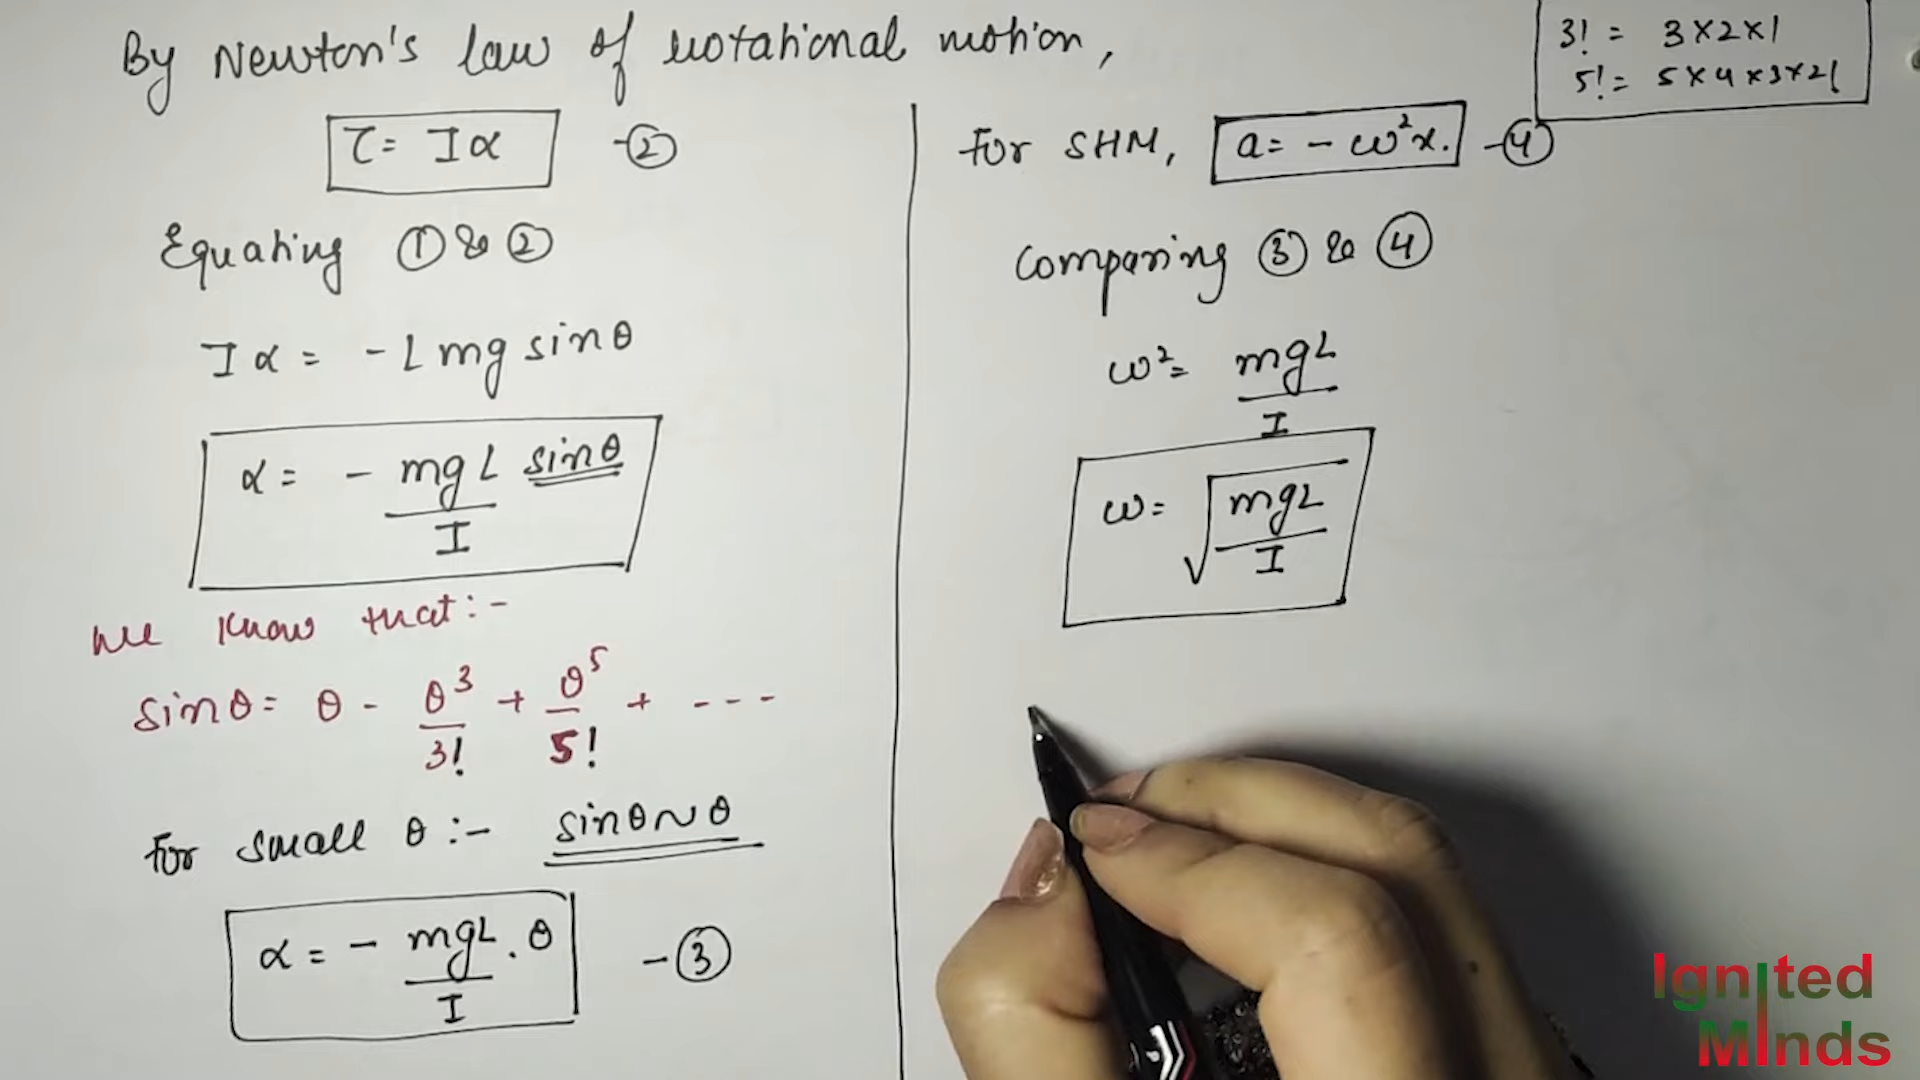 By Newton's law of rotational motion,
τ = Iα -②
Equating ① & ②
Iα = - L mg sinθ
α = - mgL/I sinθ
We know that :-
sinθ = θ - θ³/3! + θ⁵/5! + ---
For small θ :- sinθ ~ θ
α = - mgL/I . θ -③
3! = 3×2×1
5! = 5×4×3×21
For SHM, a = - ω²x. -④
Comparing ③ & ④
ω² = mgL/I
ω = √(mgL/I)
Ignited
Minds